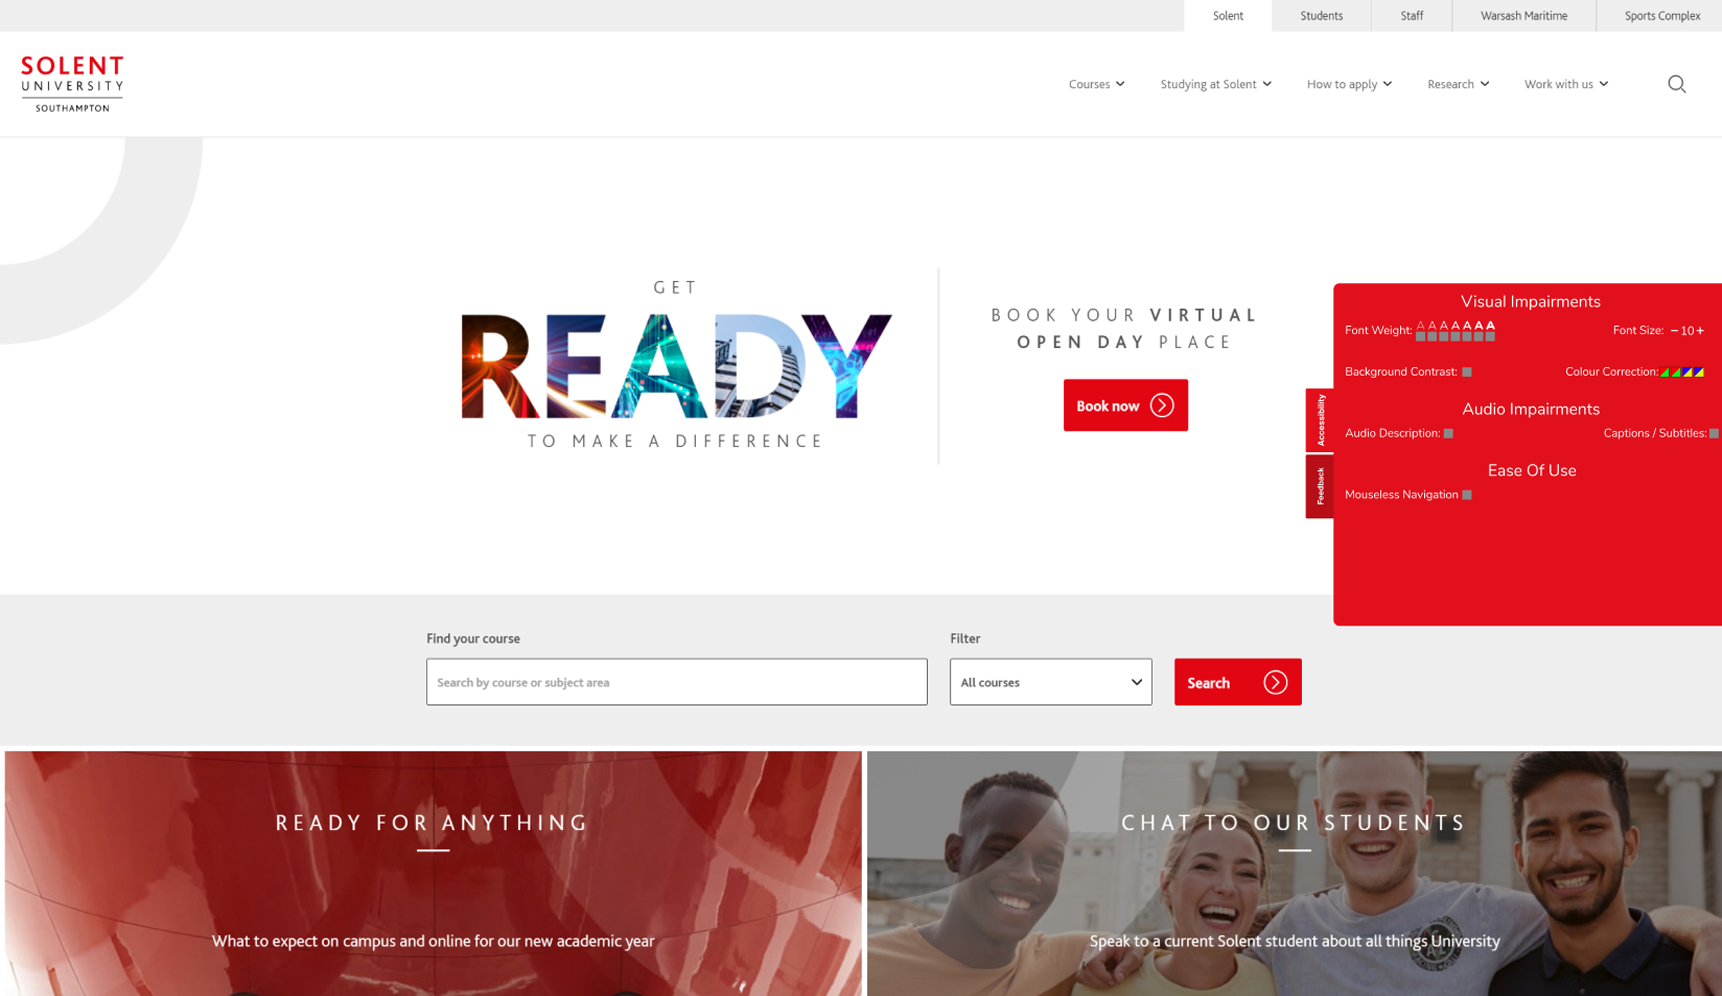 Solent
Students
Staff
Warsash Maritime
Sports Complex
SOLENT
UNIVERSITY
SOUTHAMPTON
Courses
Studying at Solent
How to apply
Research
Work with us
GET
READY
TO MAKE A DIFFERENCE
BOOK YOUR VIRTUAL
OPEN DAY PLACE
Book now
Accessibility
Feedback
Visual Impairments
Font Weight: A A A A A A A
Font Size: - 10 +
Background Contrast:
Colour Correction:
Audio Impairments
Audio Description:
Captions / Subtitles:
Ease Of Use
Mouseless Navigation
Find your course
Filter
Search by course or subject area
All courses
Search
READY FOR ANYTHING
What to expect on campus and online for our new academic year
CHAT TO OUR STUDENTS
Speak to a current Solent student about all things University